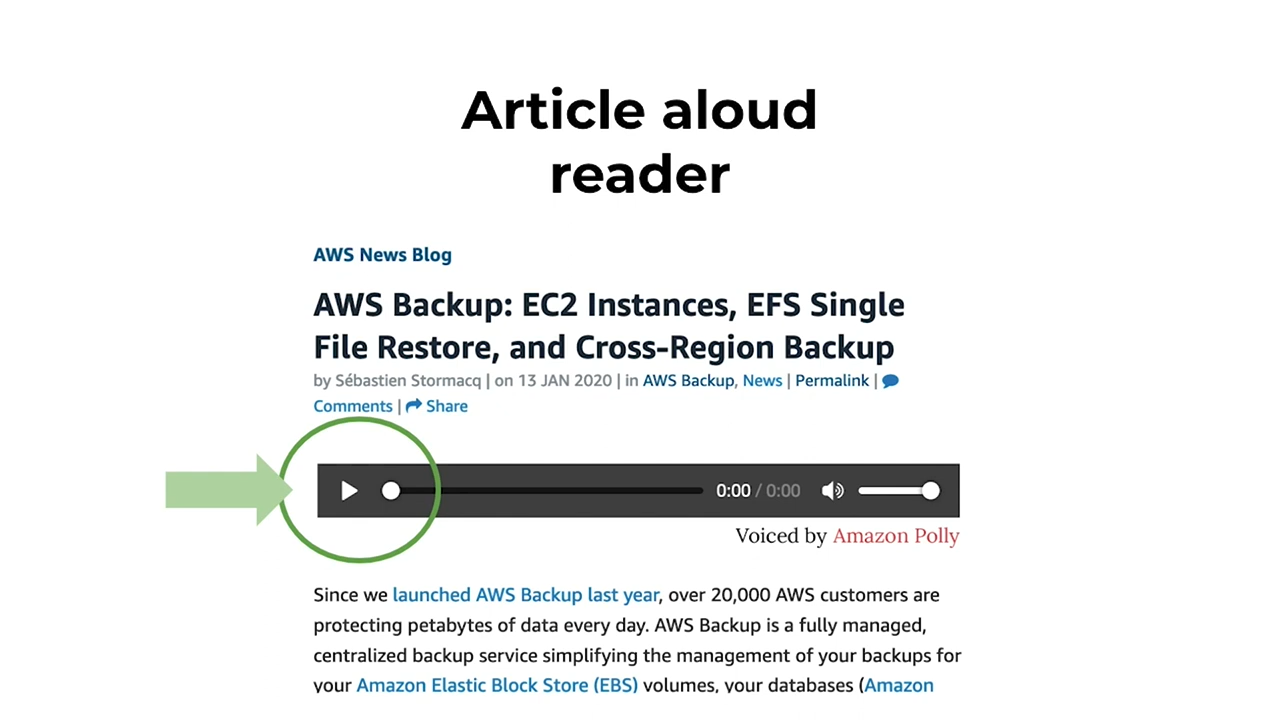 Article aloud
reader
AWS News Blog
AWS Backup: EC2 Instances, EFS Single
File Restore, and Cross-Region Backup
by Sébastien Stormacq | on 13 JAN 2020 | in AWS Backup, News | Permalink |
Comments | Share
0:00 / 0:00
Voiced by Amazon Polly
Since we launched AWS Backup last year, over 20,000 AWS customers are
protecting petabytes of data every day. AWS Backup is a fully managed,
centralized backup service simplifying the management of your backups for
your Amazon Elastic Block Store (EBS) volumes, your databases (Amazon